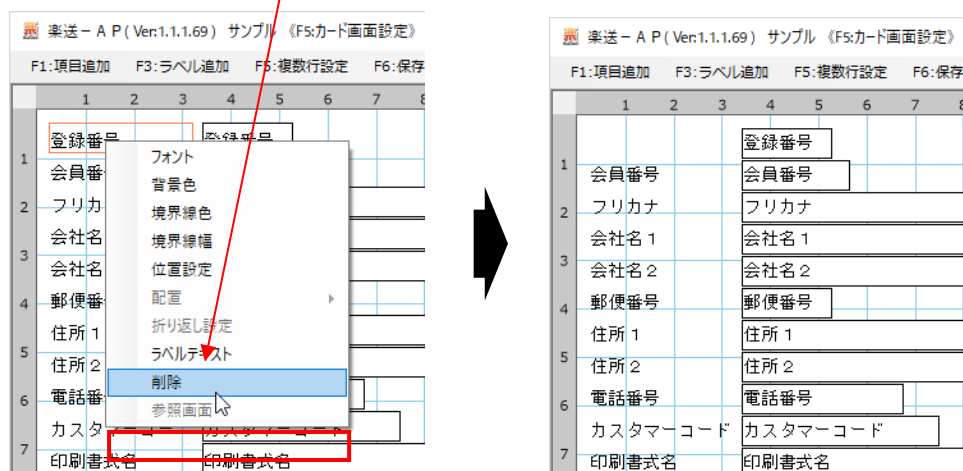 楽送－ＡＰ( Ver:1.1.1.69 ) サンプル 《F5:カード画面設定》
F1:項目追加 F3:ラベル追加 F5:複数行設定 F6:保存
1 2 3 4 5 6 7 8
登録番号 登録番号
1 会員番
2 フリカ
会社名
3 会社名
4 郵便番
住所１
5 住所２
6 電話番
カスタマーコー カスタマーコード
7 印刷書式名 印刷書式名
フォント
背景色
境界線色
境界線幅
位置設定
配置
折り返し設定
ラベルテキスト
削除
参照画面
楽送－ＡＰ( Ver:1.1.1.69 ) サンプル 《F5:カード画面設定》
F1:項目追加 F3:ラベル追加 F5:複数行設定 F6:保存
1 2 3 4 5 6 7 8
登録番号
1 会員番号 会員番号
2 フリカナ フリカナ
会社名１ 会社名１
3 会社名２ 会社名２
4 郵便番号 郵便番号
住所１ 住所１
5 住所２ 住所２
6 電話番号 電話番号
カスタマーコード カスタマーコード
7 印刷書式名 印刷書式名